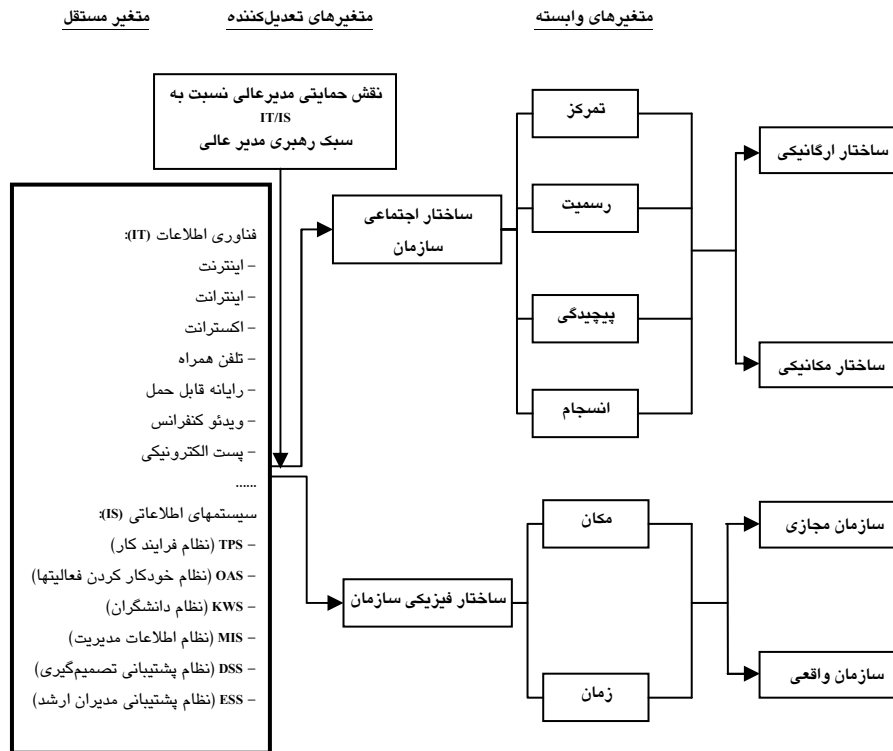 متغیر مستقل
متغیرهای تعدیل‌کننده
متغیرهای وابسته
نقش حمایتی مدیرعالی نسبت به
IT/IS
سبک رهبری مدیر عالی
فناوری اطلاعات (IT):
– اینترنت
– اینترانت
– اکسترانت
– تلفن همراه
– رایانه قابل حمل
– ویدئو کنفرانس
– پست الکترونیکی
......
سیستمهای اطلاعاتی (IS):
– TPS (نظام فرایند کار)
– OAS (نظام خودکار کردن فعالیتها)
– KWS (نظام دانشگران)
– MIS (نظام اطلاعات مدیریت)
– DSS (نظام پشتیبانی تصمیم‌گیری)
– ESS (نظام پشتیبانی مدیران ارشد)
ساختار اجتماعی
سازمان
تمرکز
رسمیت
پیچیدگی
انسجام
ساختار ارگانیکی
ساختار مکانیکی
ساختار فیزیکی سازمان
مکان
زمان
سازمان مجازی
سازمان واقعی